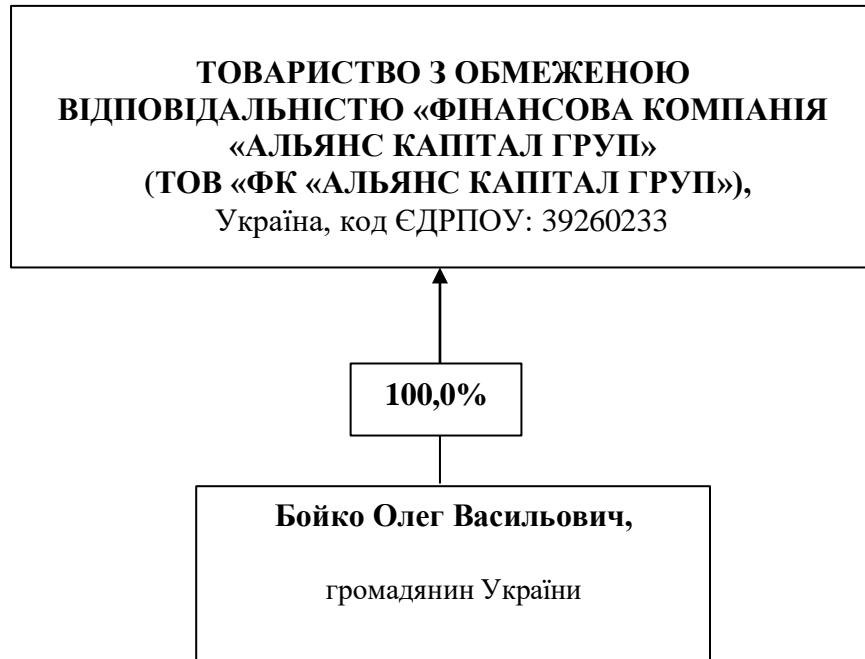 ТОВАРИСТВО З ОБМЕЖЕНОЮ
ВІДПОВІДАЛЬНІСТЮ «ФІНАНСОВА КОМПАНІЯ
«АЛЬЯНС КАПІТАЛ ГРУП»
(ТОВ «ФК «АЛЬЯНС КАПІТАЛ ГРУП»),
Україна, код ЄДРПОУ: 39260233
100,0%
Бойко Олег Васильович,
громадянин України